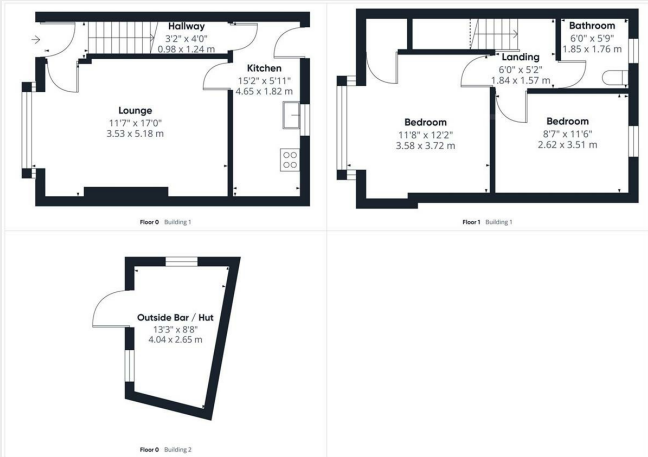 Hallway
3'2" x 4'0"
0.98 x 1.24 m
Kitchen
15'2" x 5'11"
4.65 x 1.82 m
Lounge
11'7" x 17'0"
3.53 x 5.18 m
Floor 0 Building 1
Bathroom
6'0" x 5'9"
1.85 x 1.76 m
Landing
6'0" x 5'2"
1.84 x 1.57 m
Bedroom
11'8" x 12'2"
3.58 x 3.72 m
Bedroom
8'7" x 11'6"
2.62 x 3.51 m
Floor 1 Building 1
Outside Bar / Hut
13'3" x 8'8"
4.04 x 2.65 m
Floor 0 Building 2